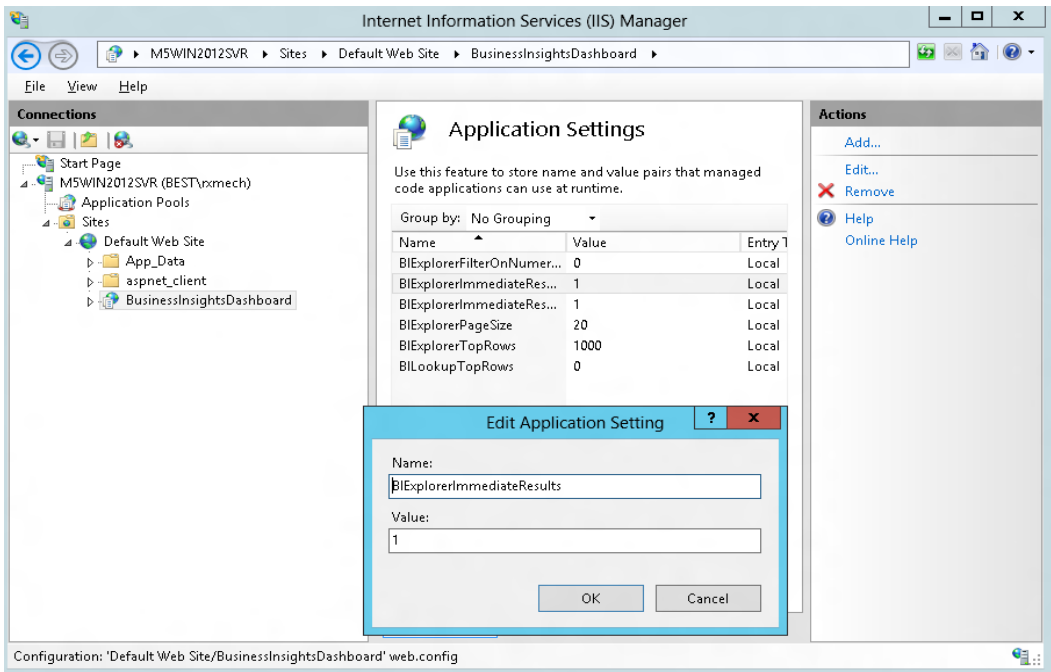 Internet Information Services (IIS) Manager
M5WIN2012SVR Sites Default Web Site BusinessInsightsDashboard
File View Help
Connections
Start Page
M5WIN2012SVR (BEST\rxmech)
Application Pools
Sites
Default Web Site
App_Data
aspnet_client
BusinessInsightsDashboard
Application Settings
Use this feature to store name and value pairs that managed
code applications can use at runtime.
Group by: No Grouping
Name Value Entry T
BIExplorerFilterOnNumer... 0 Local
BIExplorerImmediateRes... 1 Local
BIExplorerImmediateRes... 1 Local
BIExplorerPageSize 20 Local
BIExplorerTopRows 1000 Local
BILookupTopRows 0 Local
Edit Application Setting ? x
Name:
BIExplorerImmediateResults
Value:
1
OK Cancel
Actions
Add...
Edit...
Remove
Help
Online Help
Configuration: 'Default Web Site/BusinessInsightsDashboard' web.config